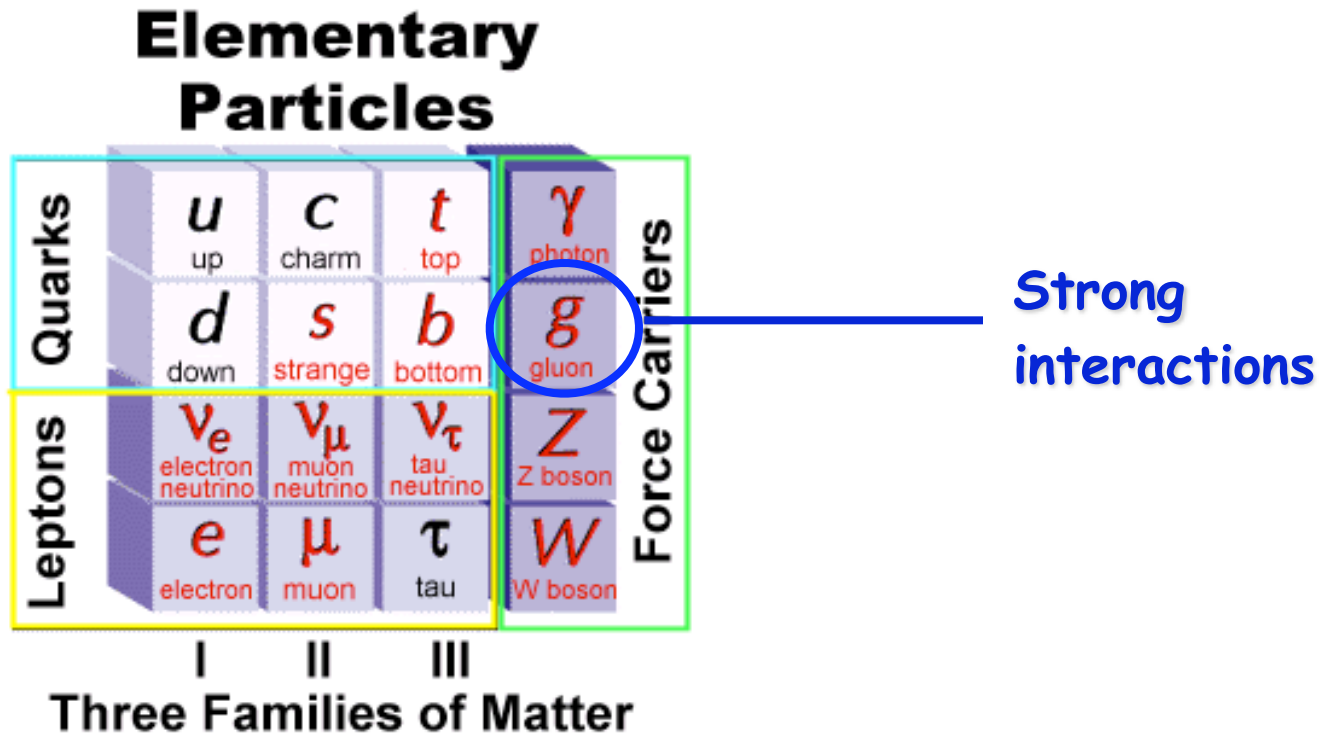 Elementary
Particles
Quarks
u
up
c
charm
t
top
γ
photon
d
down
s
strange
b
bottom
g
gluon
Force Carriers
Strong
interactions
Leptons
νe
electron
neutrino
νμ
muon
neutrino
ντ
tau
neutrino
Z
Z boson
e
electron
μ
muon
τ
tau
W
W boson
I II III
Three Families of Matter